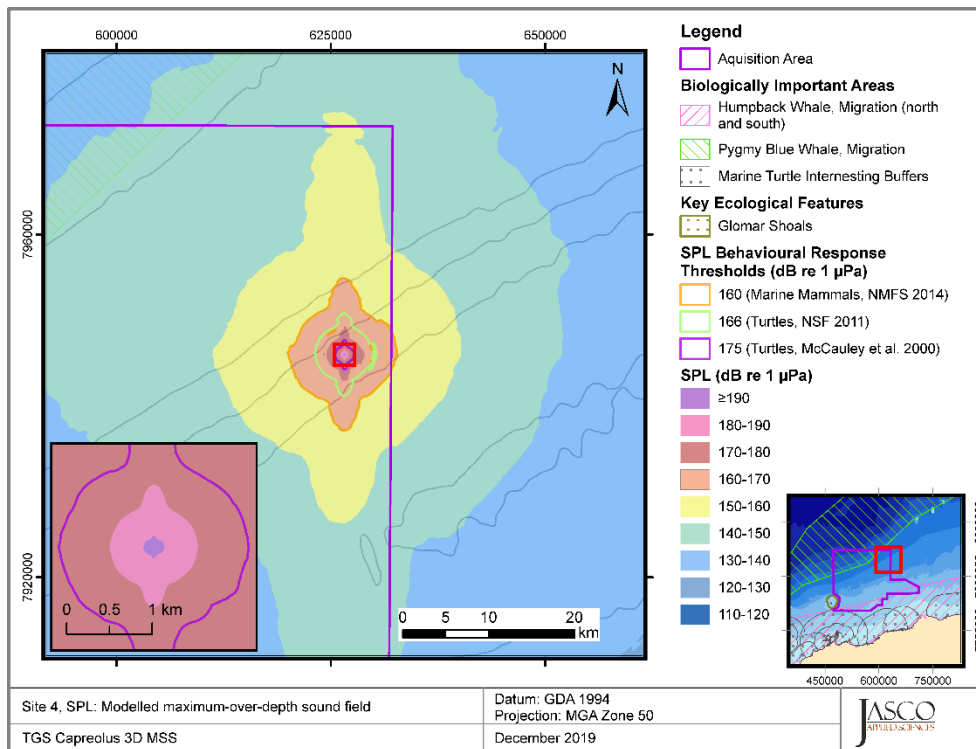 600000 625000 650000
7960000
7920000
N
0 0.5 1 km
0 5 10 20
km
Legend
Aquisition Area
Biologically Important Areas
Humpback Whale, Migration (north
and south)
Pygmy Blue Whale, Migration
Marine Turtle Internesting Buffers
Key Ecological Features
Glomar Shoals
SPL Behavioural Response
Thresholds (dB re 1 µPa)
160 (Marine Mammals, NMFS 2014)
166 (Turtles, NSF 2011)
175 (Turtles, McCauley et al. 2000)
SPL (dB re 1 µPa)
≥190
180-190
170-180
160-170
150-160
140-150
130-140
120-130
110-120
450000 600000 750000
Site 4, SPL: Modelled maximum-over-depth sound field
TGS Capreolus 3D MSS
Datum: GDA 1994
Projection: MGA Zone 50
December 2019
JASCO
APPLIED SCIENCES